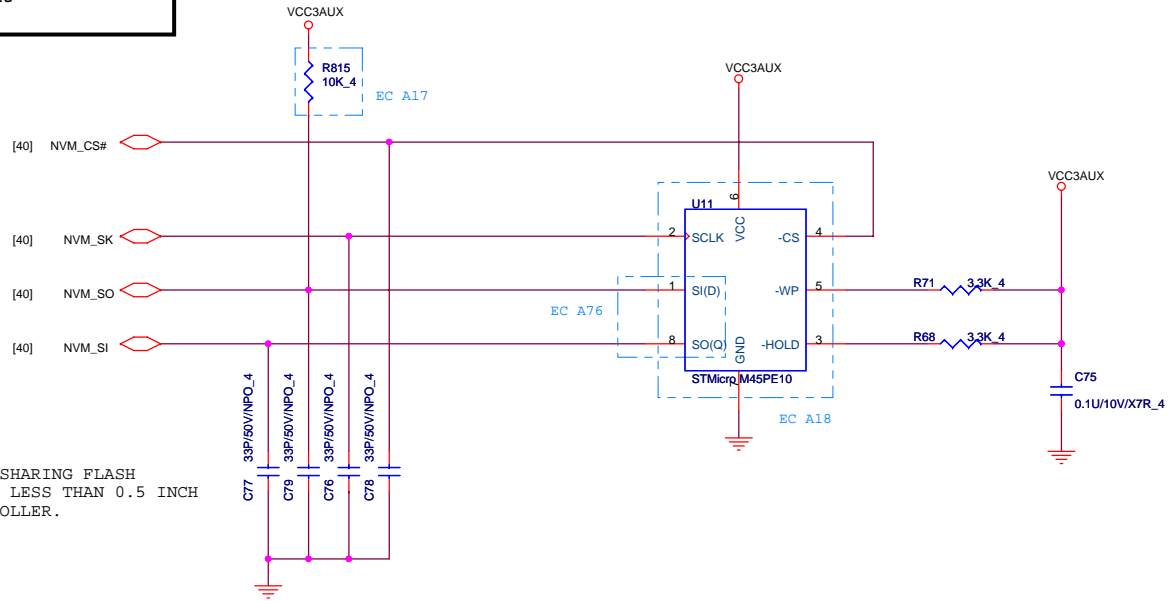 VCC3AUX
R815
10K_4
EC A17
VCC3AUX
[40] NVM_CS#
VCC3AUX
U11
6
VCC
[40] NVM_SK
2 SCLK
-CS 4
[40] NVM_SO
1 SI(D)
-WP 5
R71 3.3K_4
EC A76
[40] NVM_SI
8 SO(Q)
GND
-HOLD 3
R68 3.3K_4
STMicro M45PE10
EC A18
C75
0.1U/10V/X7R_4
C77 33P/50V/NPO_4
C79 33P/50V/NPO_4
C76 33P/50V/NPO_4
C78 33P/50V/NPO_4
SHARING FLASH
LESS THAN 0.5 INCH
OLLER.